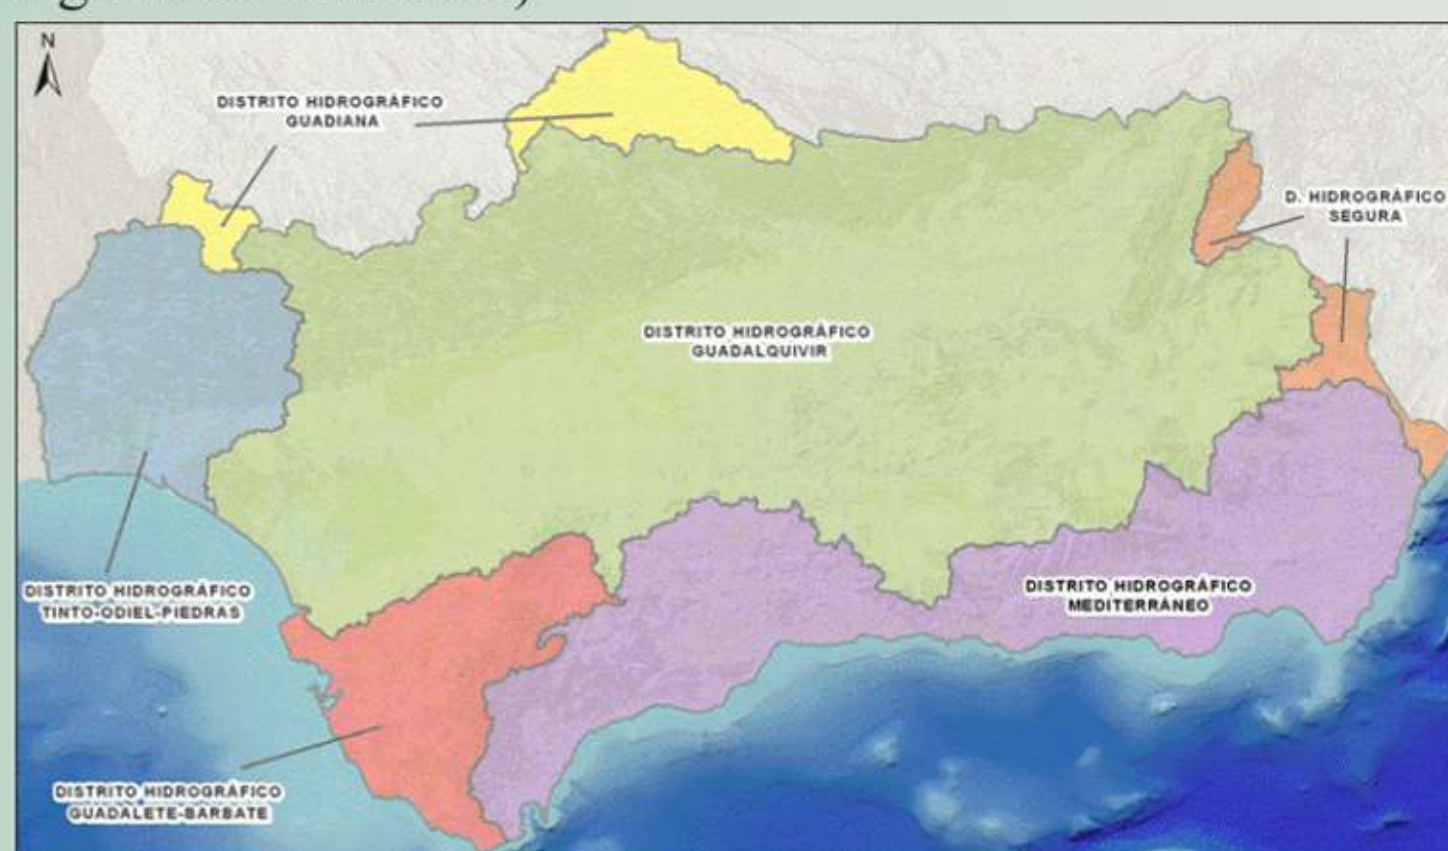 N
DISTRITO HIDROGRÁFICO
GUADIANA
D. HIDROGRÁFICO
SEGURA
DISTRITO HIDROGRÁFICO
GUADALQUIVIR
DISTRITO HIDROGRÁFICO
TINTO-ODIEL-PIEDRAS
DISTRITO HIDROGRÁFICO
MEDITERRÁNEO
DISTRITO HIDROGRÁFICO
GUADALETE-BARBATE